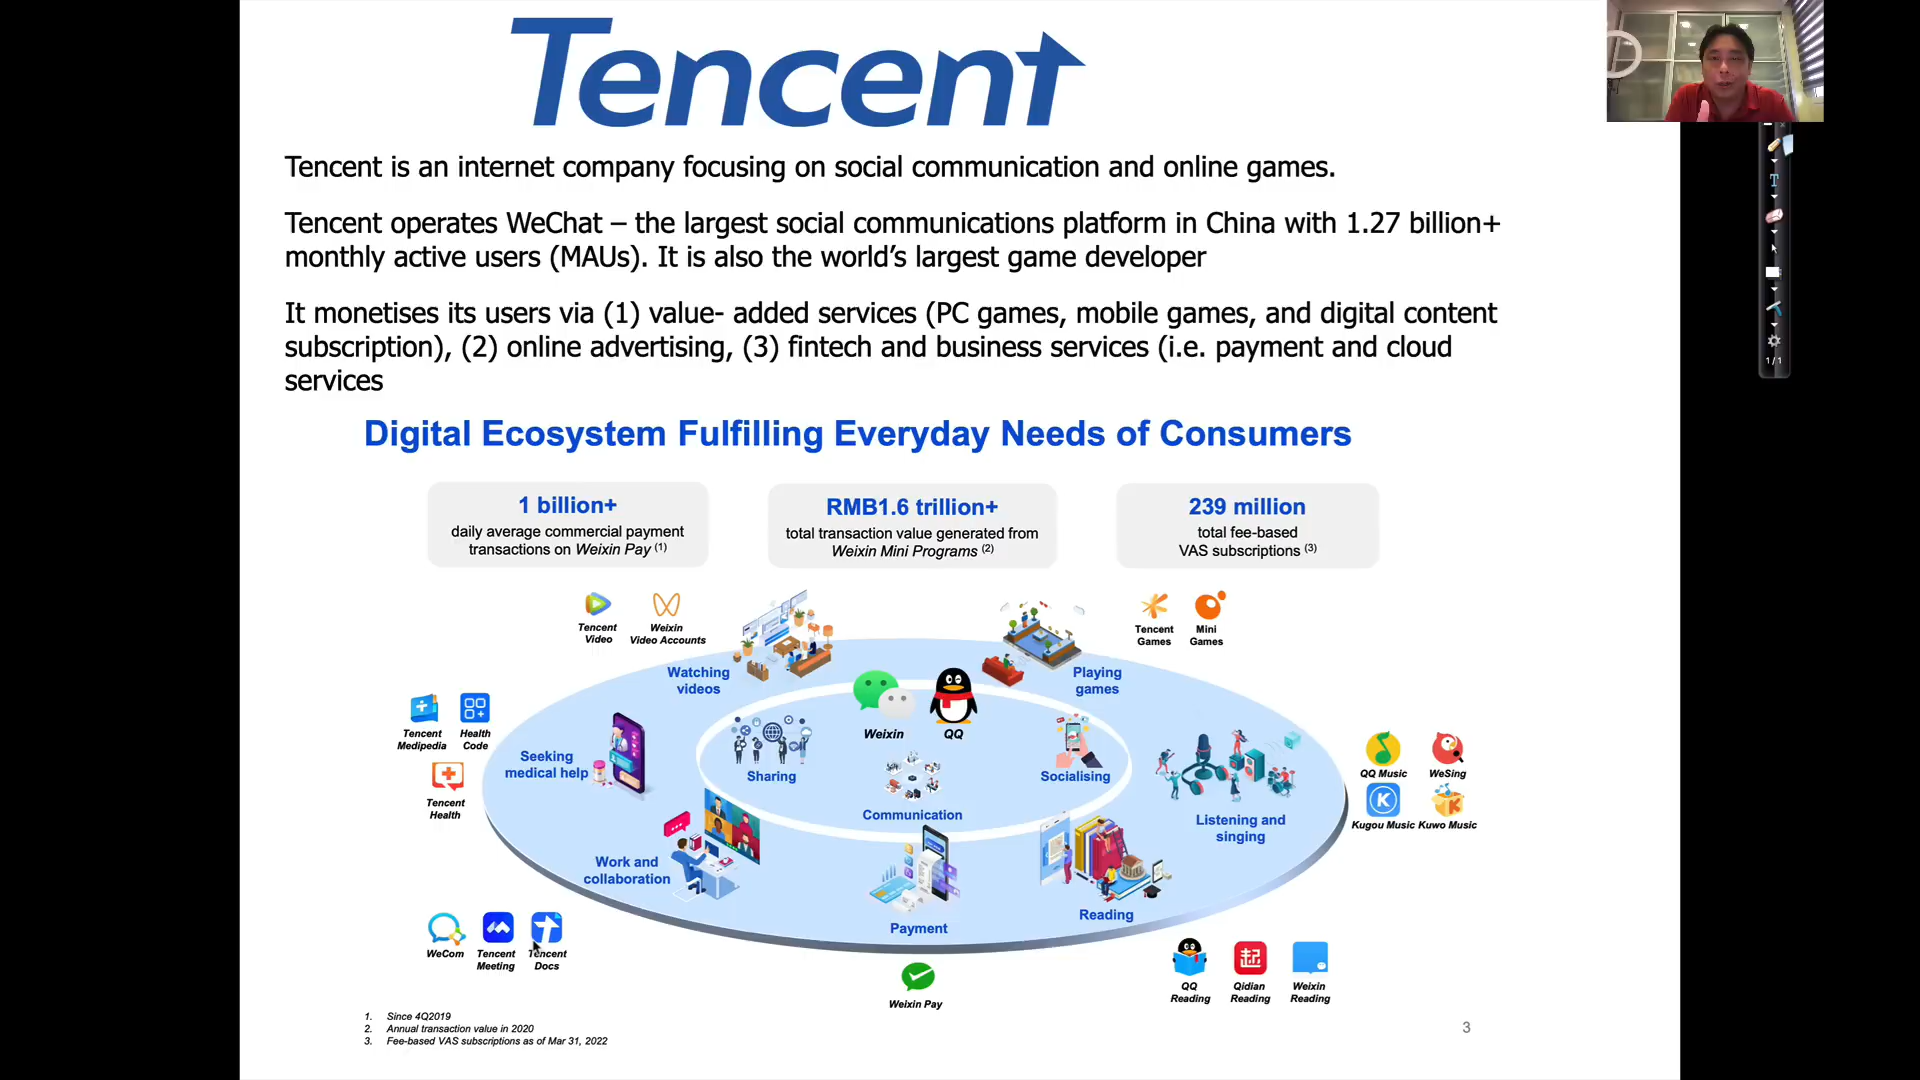 Tencent
Tencent is an internet company focusing on social communication and online games.
Tencent operates WeChat – the largest social communications platform in China with 1.27 billion+
monthly active users (MAUs). It is also the world's largest game developer
It monetises its users via (1) value- added services (PC games, mobile games, and digital content
subscription), (2) online advertising, (3) fintech and business services (i.e. payment and cloud
services
Digital Ecosystem Fulfilling Everyday Needs of Consumers
1 billion+
daily average commercial payment
transactions on Weixin Pay (1)
RMB1.6 trillion+
total transaction value generated from
Weixin Mini Programs (2)
239 million
total fee-based
VAS subscriptions (3)
Tencent
Video
Weixin
Video Accounts
Tencent
Games
Mini
Games
Watching
videos
Playing
games
Weixin
QQ
Tencent
Medipedia
Health
Code
Tencent
Health
Seeking
medical help
Sharing
Communication
Socialising
Listening and
singing
QQ Music
WeSing
K
Kugou Music
K
Kuwo Music
Work and
collaboration
Payment
Reading
WeCom
Tencent
Meeting
Tencent
Docs
Weixin Pay
QQ
Reading
起
Qidian
Reading
Weixin
Reading
1. Since 4Q2019
2. Annual transaction value in 2020
3. Fee-based VAS subscriptions as of Mar 31, 2022
3
T
1/1